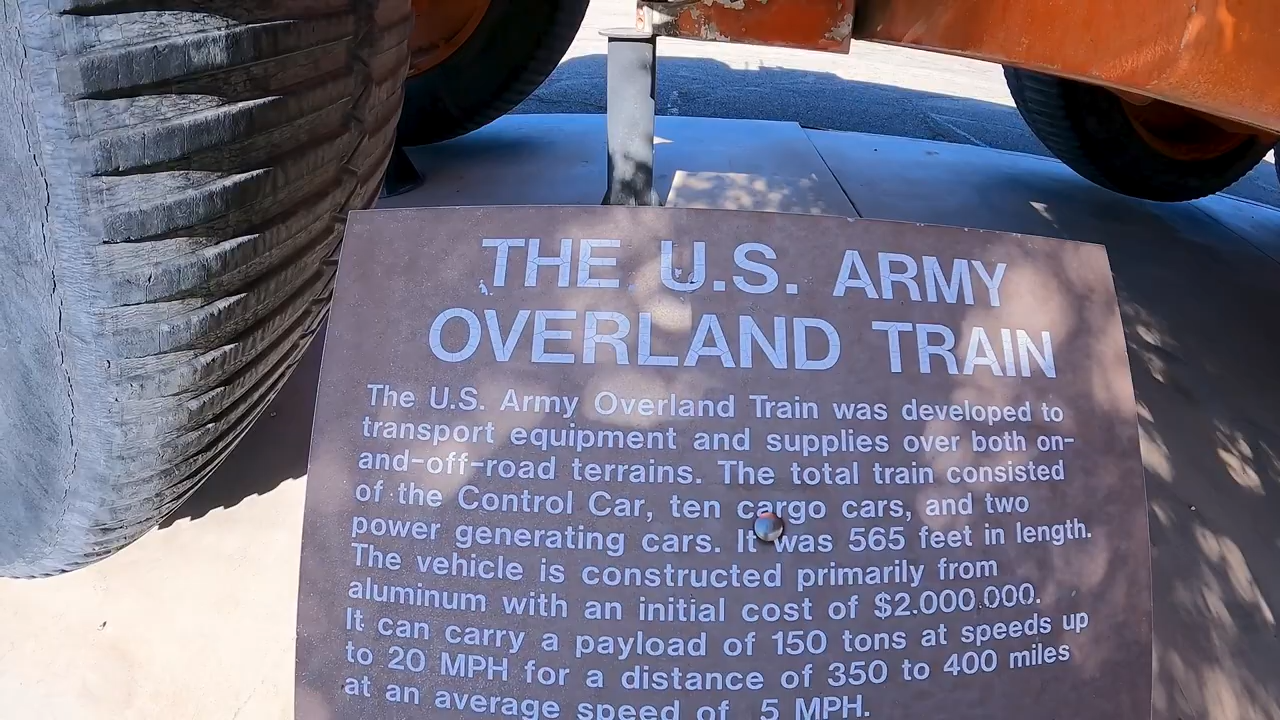 THE U.S. ARMY
OVERLAND TRAIN
The U.S. Army Overland Train was developed to
transport equipment and supplies over both on-
and-off-road terrains. The total train consisted
of the Control Car, ten cargo cars, and two
power generating cars. It was 565 feet in length.
The vehicle is constructed primarily from
aluminum with an initial cost of $2.000.000.
It can carry a payload of 150 tons at speeds up
to 20 MPH for a distance of 350 to 400 miles
at an average speed of 5 MPH.